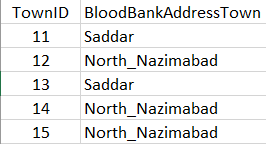 TownID BloodBankAddressTown
11 Saddar
12 North_Nazimabad
13 Saddar
14 North_Nazimabad
15 North_Nazimabad